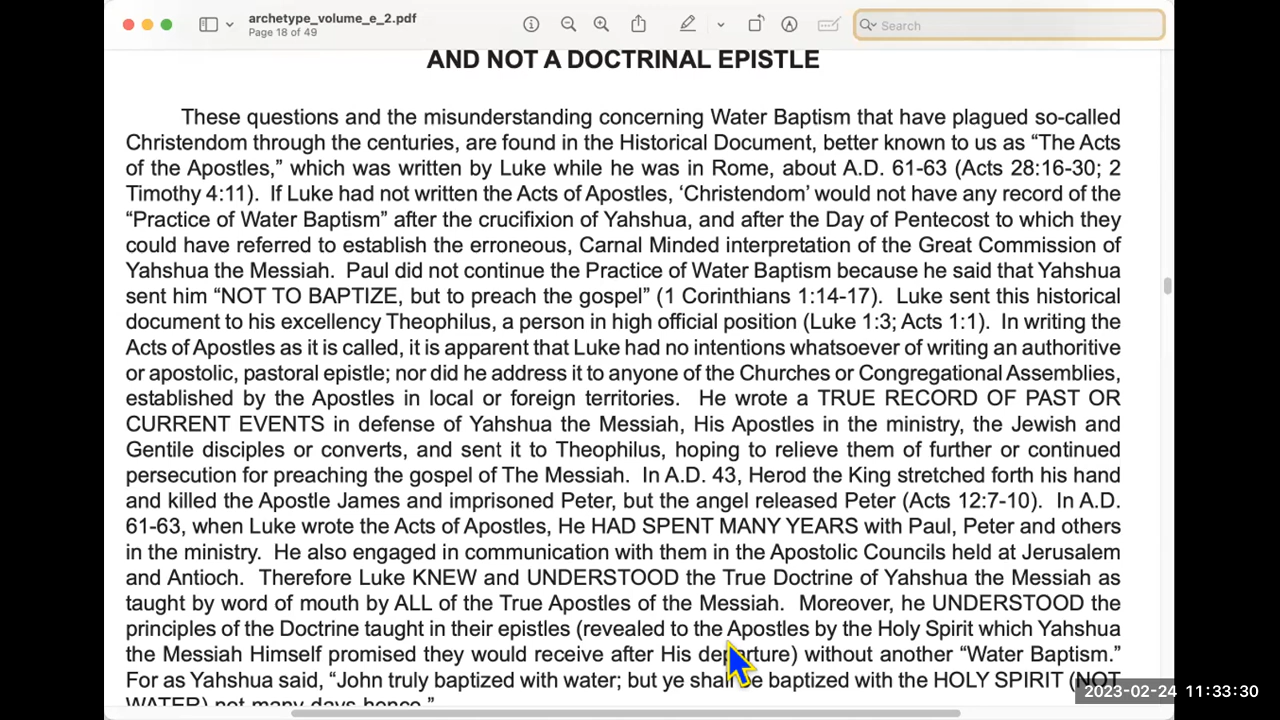 archetype_volume_e_2.pdf
Page 18 of 49
Search
AND NOT A DOCTRINAL EPISTLE
These questions and the misunderstanding concerning Water Baptism that have plagued so-called
Christendom through the centuries, are found in the Historical Document, better known to us as “The Acts
of the Apostles,” which was written by Luke while he was in Rome, about A.D. 61-63 (Acts 28:16-30; 2
Timothy 4:11).  If Luke had not written the Acts of Apostles, ‘Christendom’ would not have any record of the
“Practice of Water Baptism” after the crucifixion of Yahshua, and after the Day of Pentecost to which they
could have referred to establish the erroneous, Carnal Minded interpretation of the Great Commission of
Yahshua the Messiah.  Paul did not continue the Practice of Water Baptism because he said that Yahshua
sent him “NOT TO BAPTIZE, but to preach the gospel” (1 Corinthians 1:14-17).  Luke sent this historical
document to his excellency Theophilus, a person in high official position (Luke 1:3; Acts 1:1).  In writing the
Acts of Apostles as it is called, it is apparent that Luke had no intentions whatsoever of writing an authoritive
or apostolic, pastoral epistle; nor did he address it to anyone of the Churches or Congregational Assemblies,
established by the Apostles in local or foreign territories.  He wrote a TRUE RECORD OF PAST OR
CURRENT EVENTS in defense of Yahshua the Messiah, His Apostles in the ministry, the Jewish and
Gentile disciples or converts, and sent it to Theophilus, hoping to relieve them of further or continued
persecution for preaching the gospel of The Messiah.  In A.D. 43, Herod the King stretched forth his hand
and killed the Apostle James and imprisoned Peter, but the angel released Peter (Acts 12:7-10).  In A.D.
61-63, when Luke wrote the Acts of Apostles, He HAD SPENT MANY YEARS with Paul, Peter and others
in the ministry.  He also engaged in communication with them in the Apostolic Councils held at Jerusalem
and Antioch.  Therefore Luke KNEW and UNDERSTOOD the True Doctrine of Yahshua the Messiah as
taught by word of mouth by ALL of the True Apostles of the Messiah.  Moreover, he UNDERSTOOD the
principles of the Doctrine taught in their epistles (revealed to the Apostles by the Holy Spirit which Yahshua
the Messiah Himself promised they would receive after His departure) without another “Water Baptism.”
For as Yahshua said, “John truly baptized with water; but ye shall be baptized with the HOLY SPIRIT (NOT
WATER) not many days hence.”
2023-02-24 11:33:30